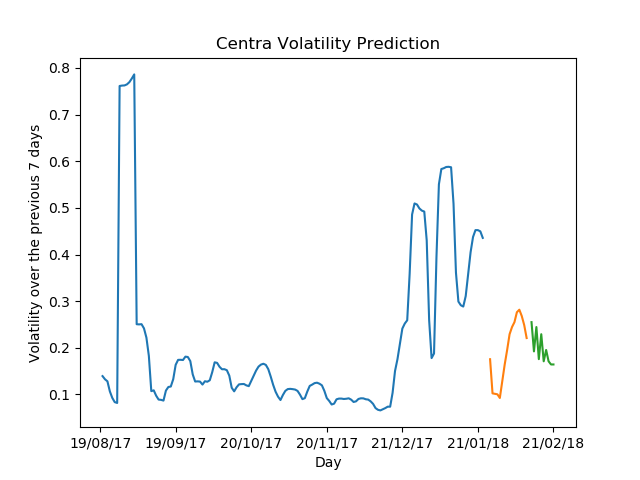 Centra Volatility Prediction
Volatility over the previous 7 days
0.8
0.7
0.6
0.5
0.4
0.3
0.2
0.1
19/08/17 19/09/17 20/10/17 20/11/17 21/12/17 21/01/18 21/02/18
Day